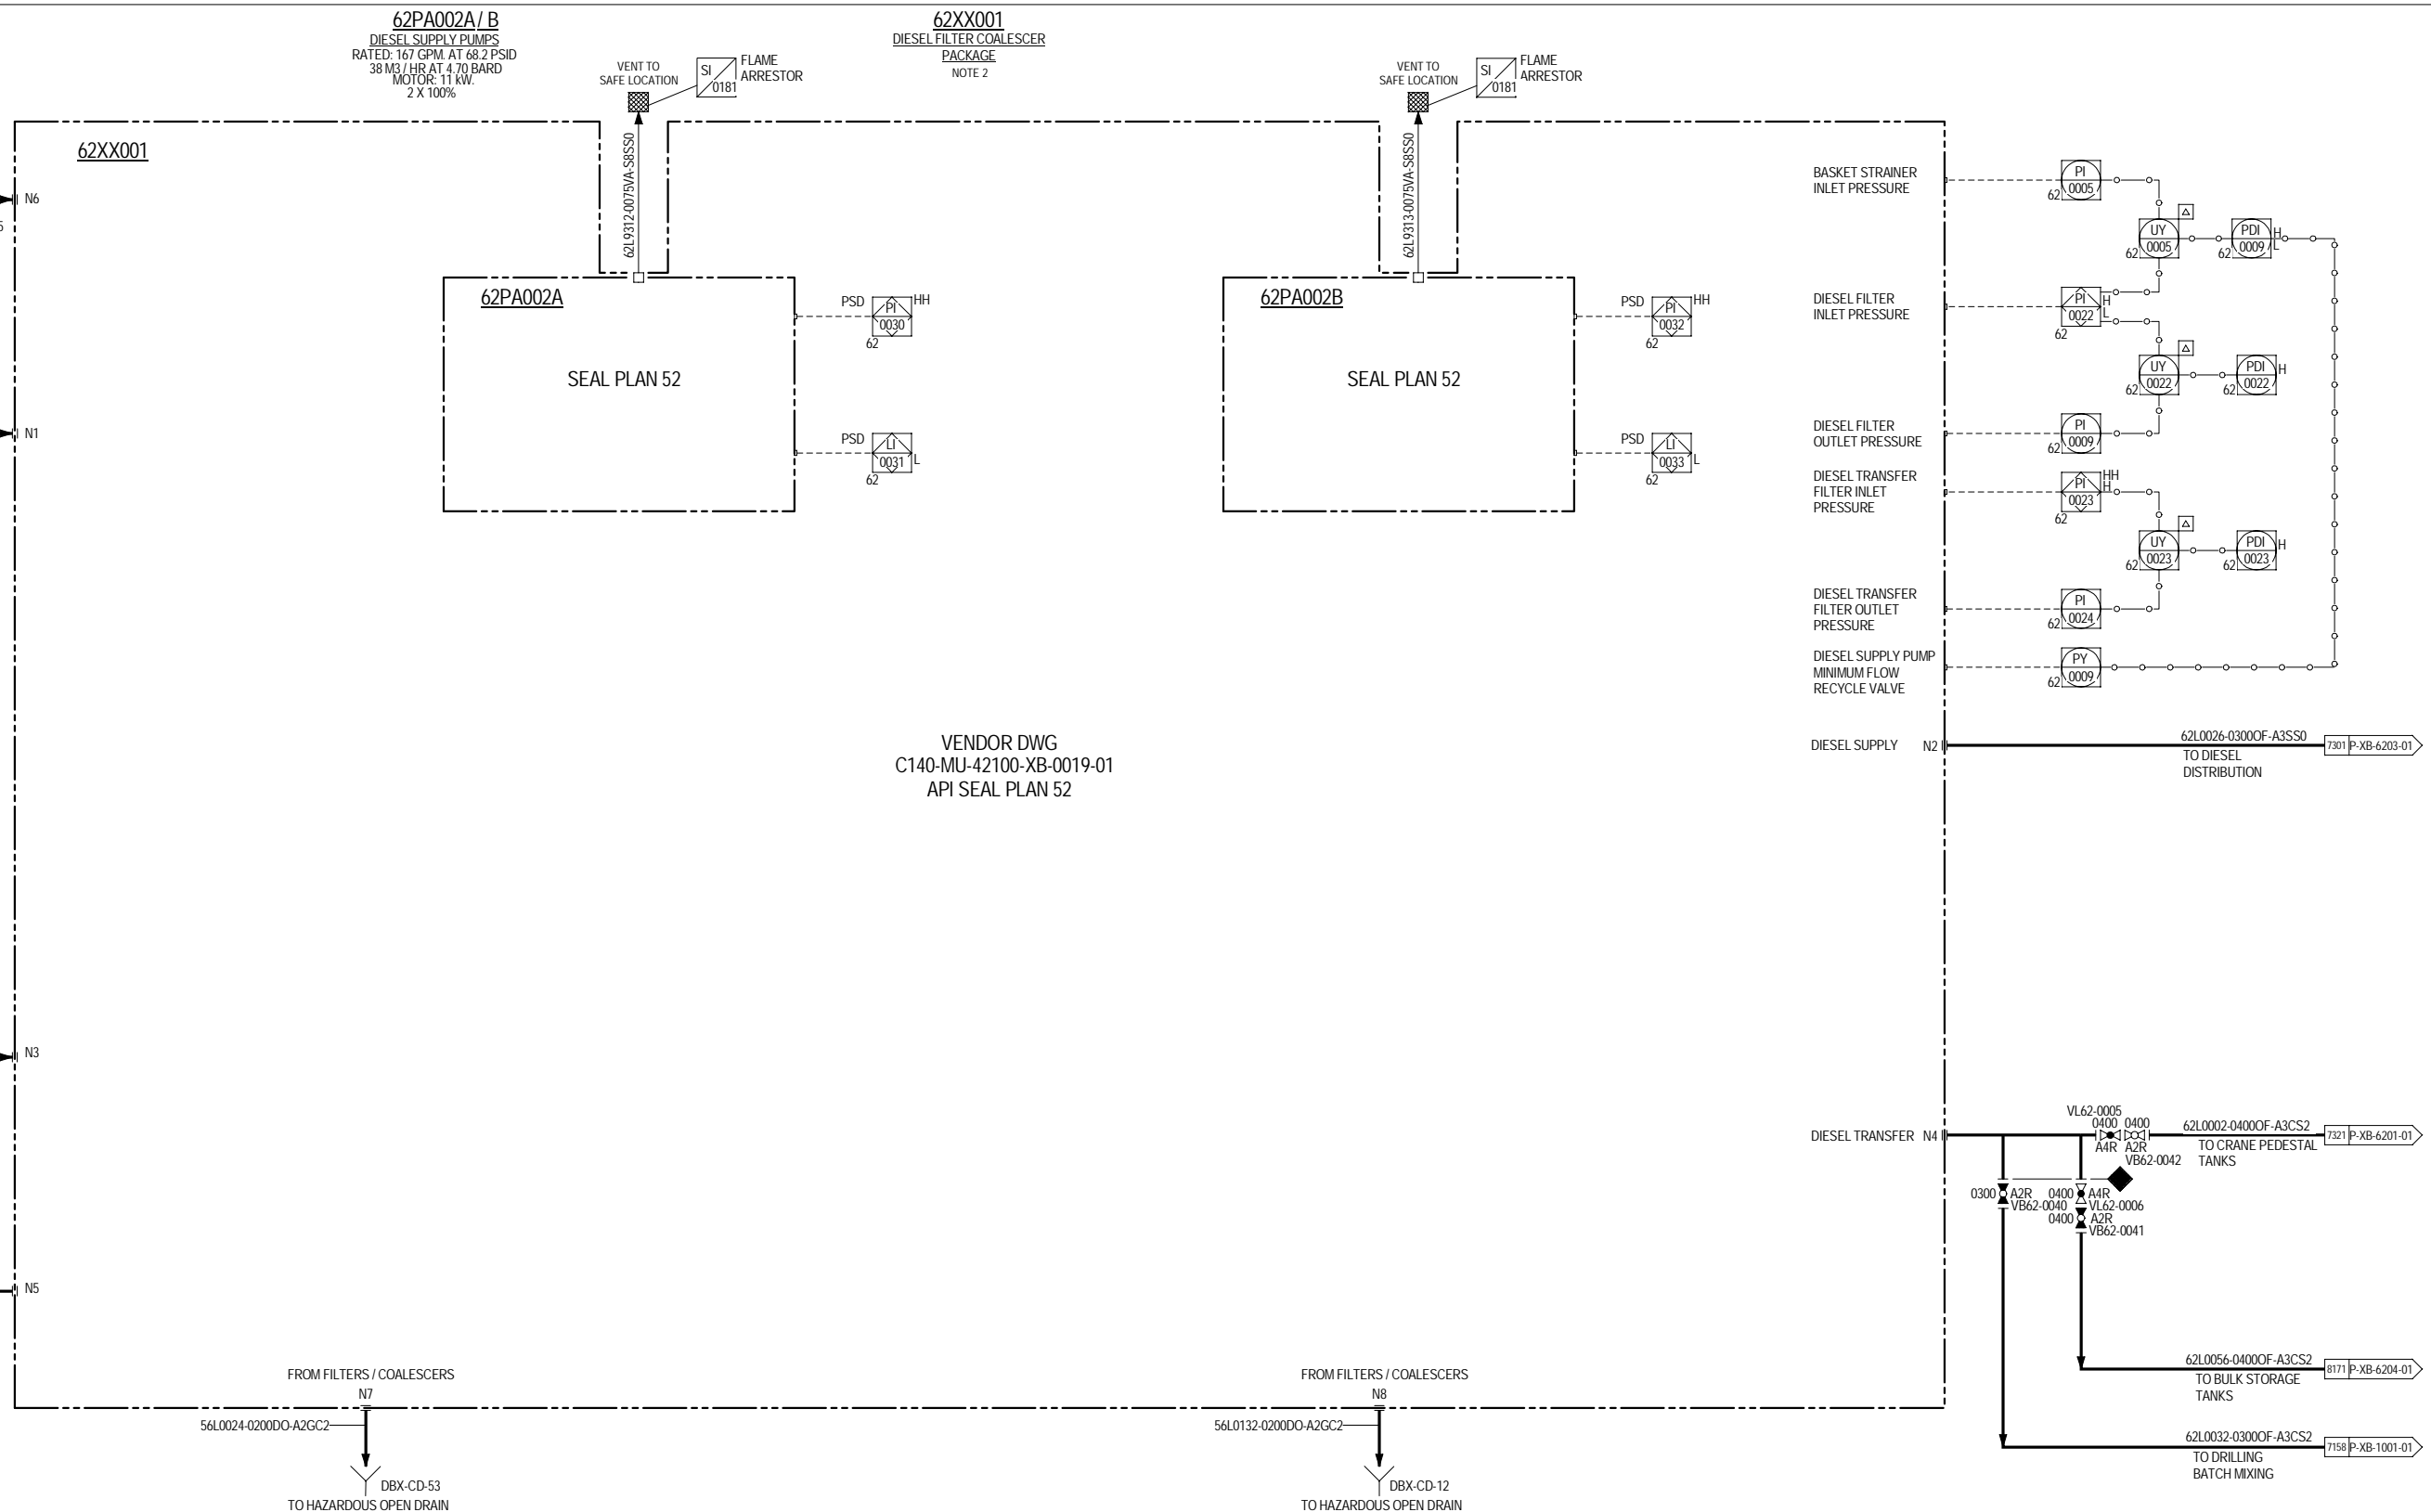 62PA002A / B
DIESEL SUPPLY PUMPS
RATED: 167 GPM. AT 68.2 PSID
38 M3 / HR AT 4.70 BARD
MOTOR: 11 kW.
2 X 100%
62XX001
DIESEL FILTER COALESCER
PACKAGE
NOTE 2
VENT TO
SAFE LOCATION
SI
0181
FLAME
ARRESTOR
VENT TO
SAFE LOCATION
SI
0181
FLAME
ARRESTOR
62XX001
62L9312-0075VA-S8SS0
62L9313-0075VA-S8SS0
N6
N1
N3
N5
62PA002A
SEAL PLAN 52
PSD
PI
0030
HH
62
PSD
LI
0031
L
62
62PA002B
SEAL PLAN 52
PSD
PI
0032
HH
62
PSD
LI
0033
L
62
VENDOR DWG
C140-MU-42100-XB-0019-01
API SEAL PLAN 52
BASKET STRAINER
INLET PRESSURE
PI
0005
62
UY
0005
62
Δ
PDI
0009
62
H
L
DIESEL FILTER
INLET PRESSURE
PI
0022
62
H
L
UY
0022
62
Δ
PDI
0022
62
H
DIESEL FILTER
OUTLET PRESSURE
PI
0009
62
DIESEL TRANSFER
FILTER INLET
PRESSURE
PI
0023
62
HH
H
UY
0023
62
Δ
PDI
0023
62
H
DIESEL TRANSFER
FILTER OUTLET
PRESSURE
PI
0024
62
DIESEL SUPPLY PUMP
MINIMUM FLOW
RECYCLE VALVE
PY
0009
62
DIESEL SUPPLY N2
62L0026-0300OF-A3SS0
TO DIESEL
DISTRIBUTION
7301 P-XB-6203-01
DIESEL TRANSFER N4
VL62-0005
0400 0400
A4R A2R
VB62-0042
62L0002-0400OF-A3CS2
TO CRANE PEDESTAL
TANKS
7321 P-XB-6201-01
0300 A2R
VB62-0040
0400 A4R
VL62-0006
0400 A2R
VB62-0041
62L0056-0400OF-A3CS2
TO BULK STORAGE
TANKS
8171 P-XB-6204-01
62L0032-0300OF-A3CS2
TO DRILLING
BATCH MIXING
7158 P-XB-1001-01
FROM FILTERS / COALESCERS
N7
56L0024-0200DO-A2GC2
DBX-CD-53
TO HAZARDOUS OPEN DRAIN
FROM FILTERS / COALESCERS
N8
56L0132-0200DO-A2GC2
DBX-CD-12
TO HAZARDOUS OPEN DRAIN